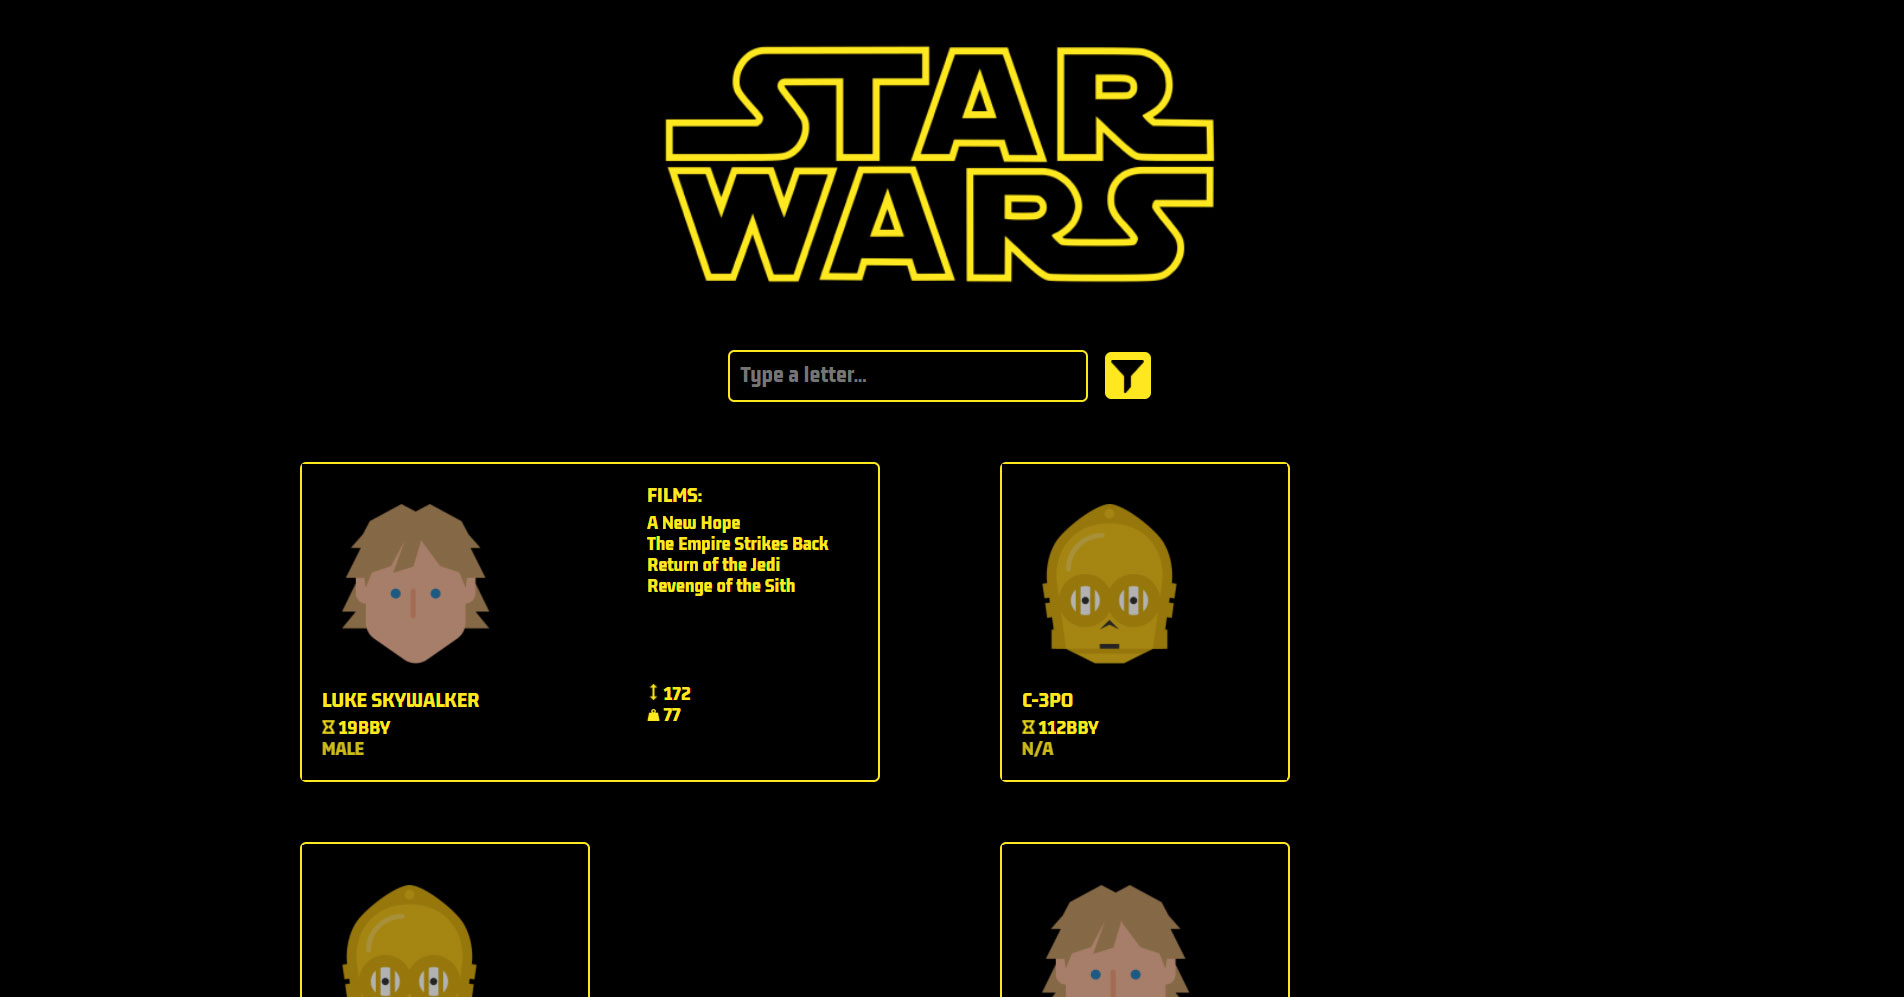 STAR
WARS
Type a letter...
FILMS:
A New Hope
The Empire Strikes Back
Return of the Jedi
Revenge of the Sith
LUKE SKYWALKER
19BBY
MALE
172
77
C-3PO
112BBY
N/A